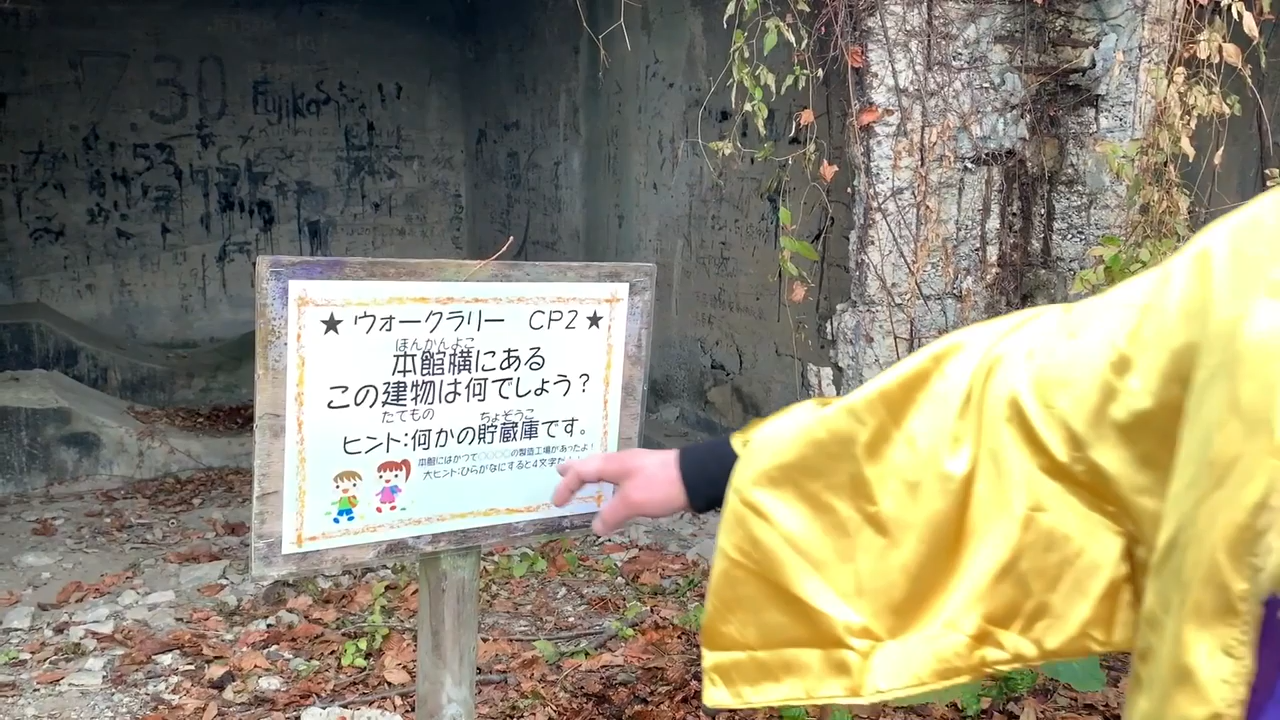 730
Fujika
★ ウォークラリー CP2 ★
ほんかんよこ
本館横にある
この建物は何でしょう？
たてもの ちょぞうこ
ヒント:何かの貯蔵庫です。
本館にはかつて○○○○の製造工場があったよ！
大ヒント:ひらがなにすると4文字だ